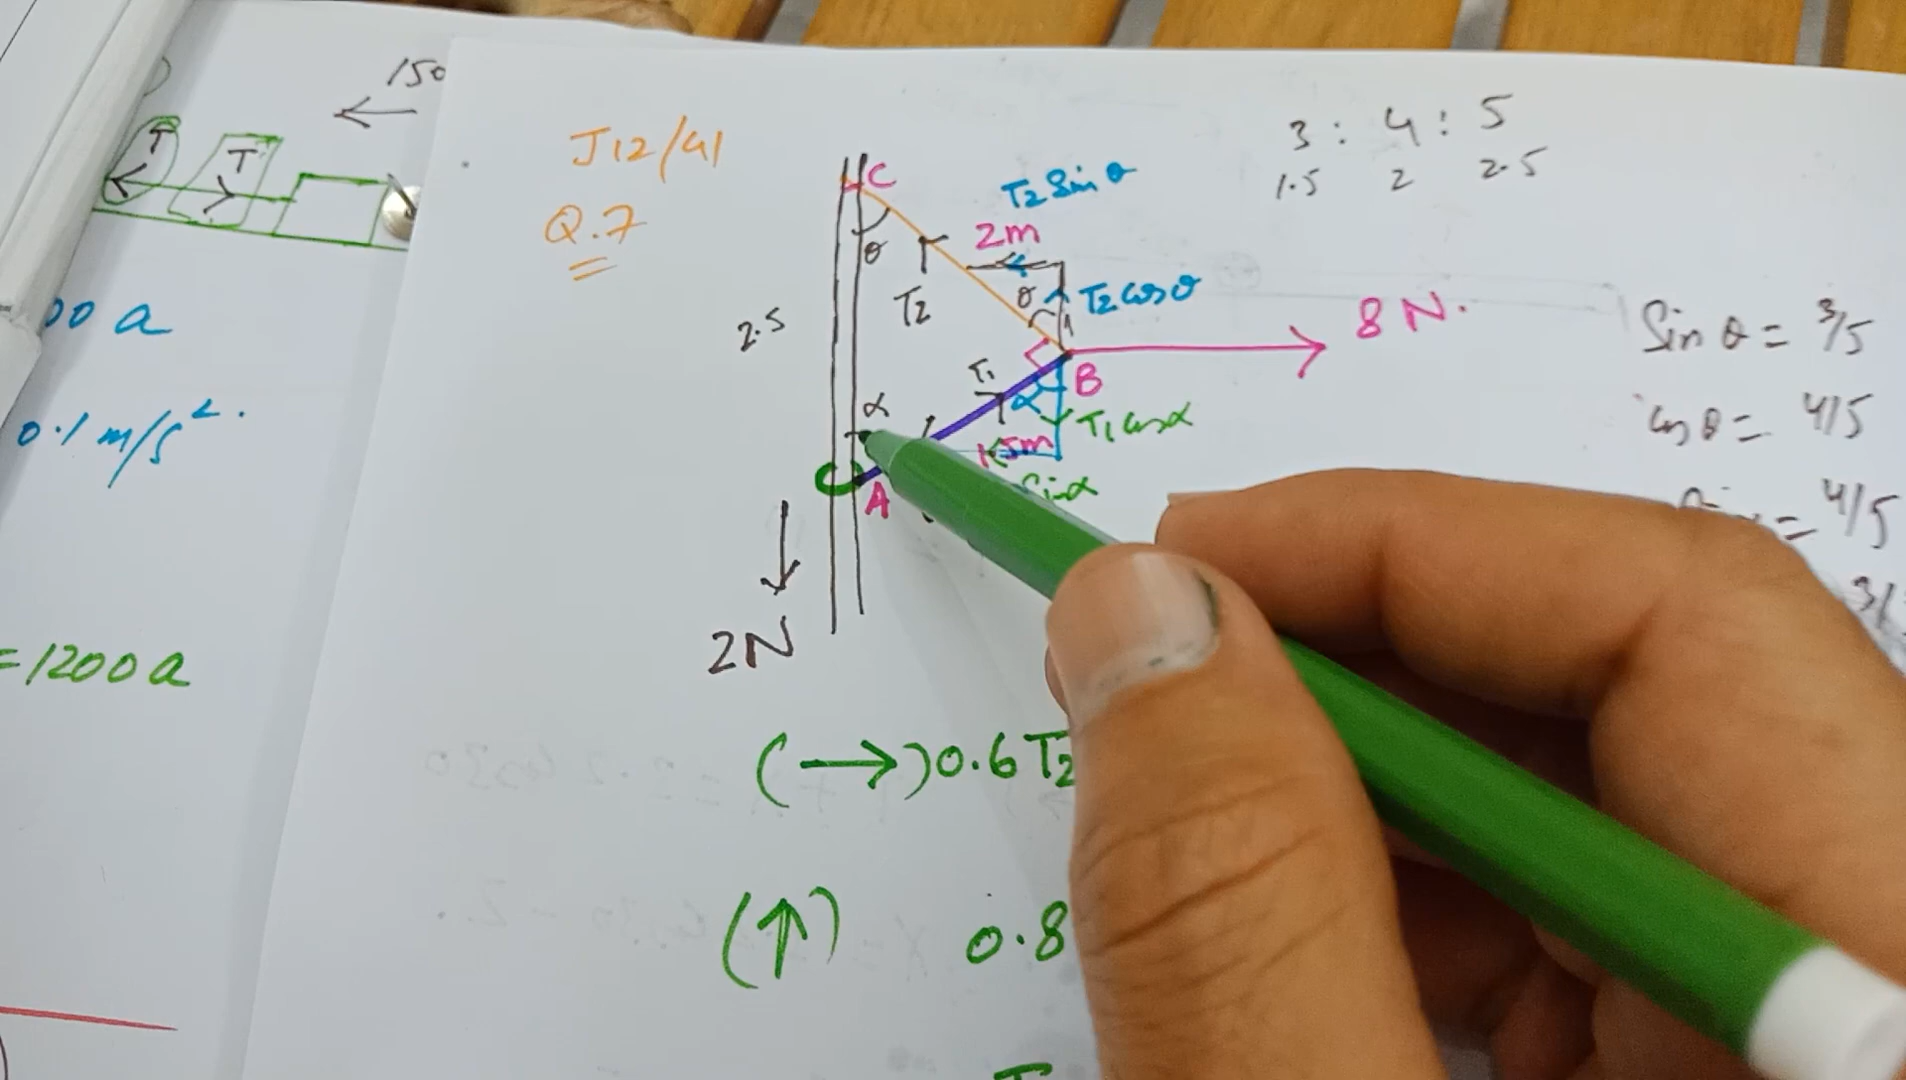 150
T
T
00 a
0.1 m/s².
=1200a
J12/41
Q.7
3 : 4 : 5
1.5 2 2.5
C
θ
T2 Sin θ
2m
T2
θ
T2 cos θ
8 N.
2.5
T1
B
α
α
T1 cos α
1.5m
Sin α
A
2N
Sin θ = 3/5
cos θ = 4/5
= 4/5
(→) 0.6 T2
(↑) 0.8